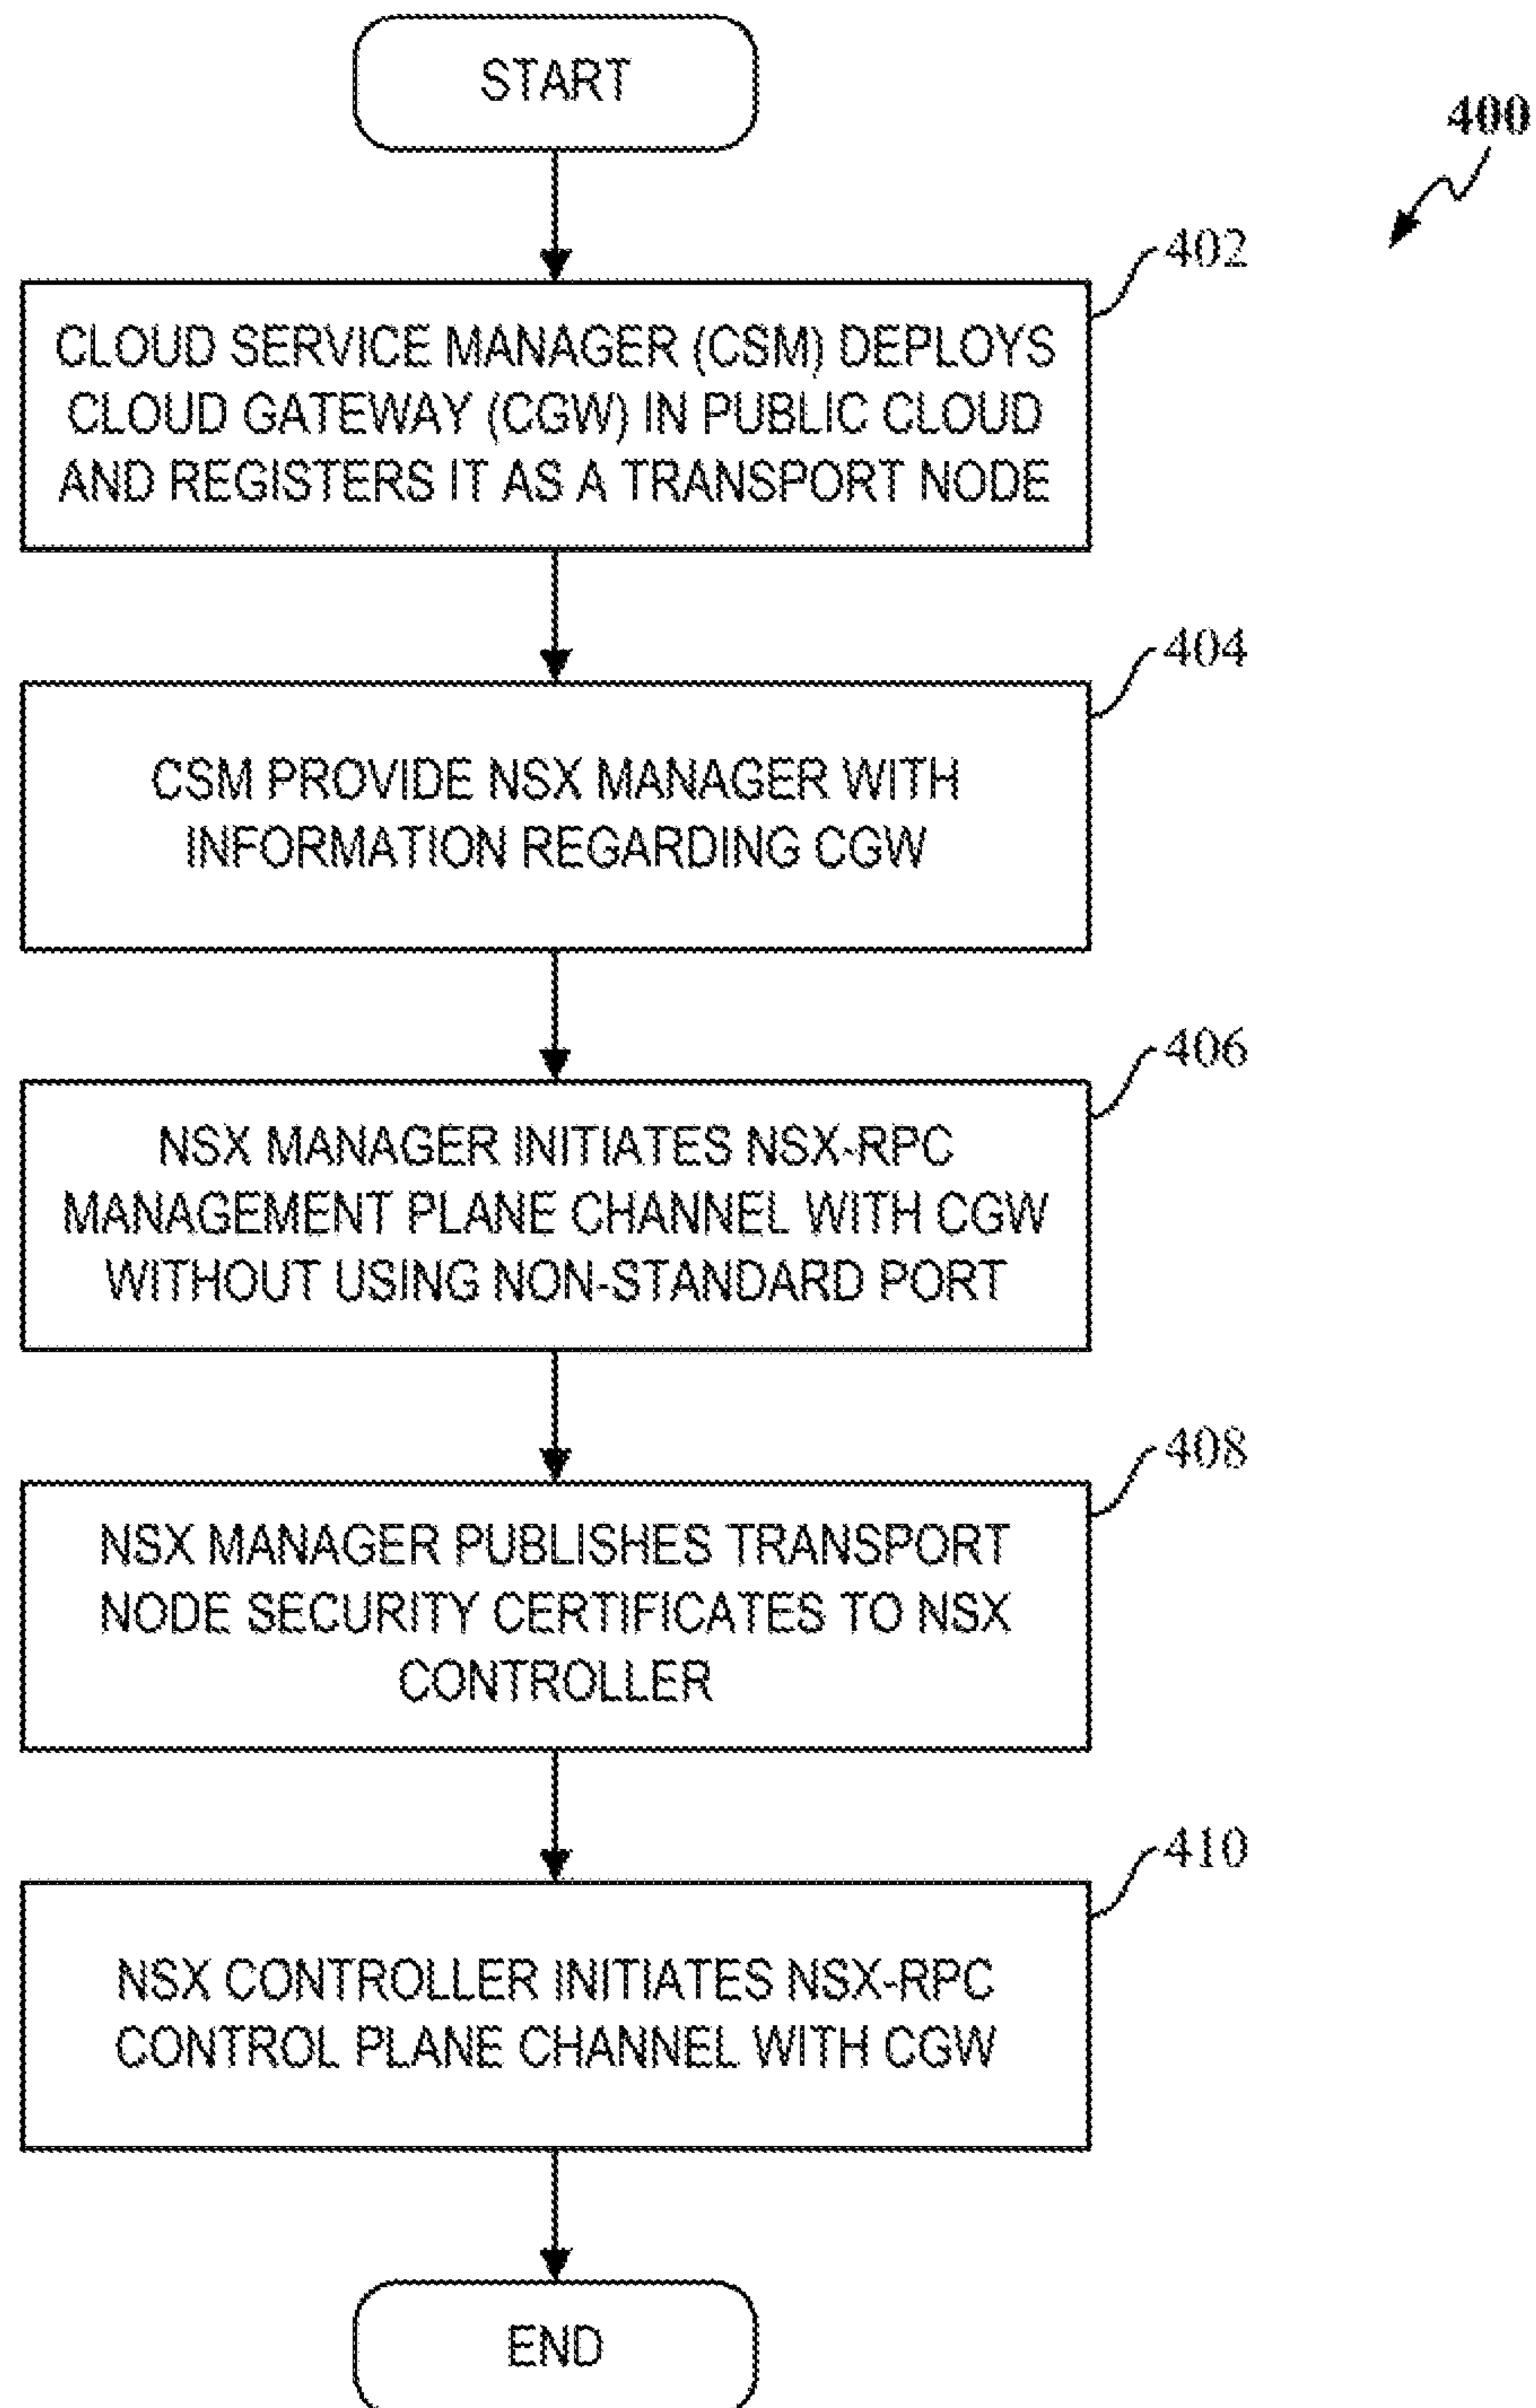 START
400
402
CLOUD SERVICE MANAGER (CSM) DEPLOYS
CLOUD GATEWAY (CGW) IN PUBLIC CLOUD
AND REGISTERS IT AS A TRANSPORT NODE
404
CSM PROVIDE NSX MANAGER WITH
INFORMATION REGARDING CGW
406
NSX MANAGER INITIATES NSX-RPC
MANAGEMENT PLANE CHANNEL WITH CGW
WITHOUT USING NON-STANDARD PORT
408
NSX MANAGER PUBLISHES TRANSPORT
NODE SECURITY CERTIFICATES TO NSX
CONTROLLER
410
NSX CONTROLLER INITIATES NSX-RPC
CONTROL PLANE CHANNEL WITH CGW
END